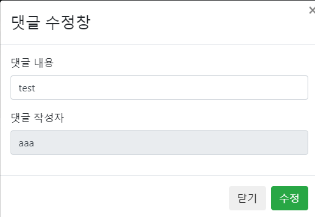 댓글 수정창
×
댓글 내용
test
댓글 작성자
aaa
닫기 수정